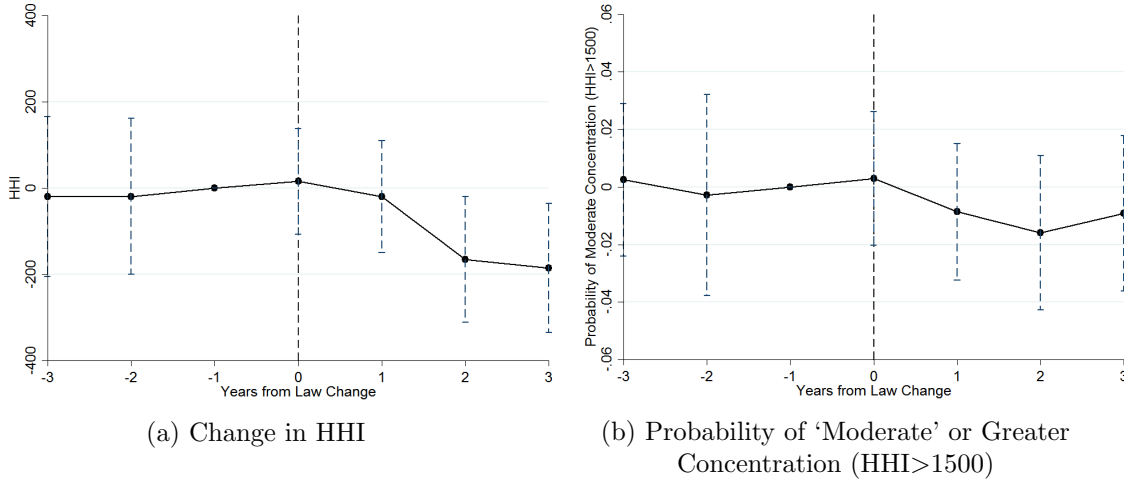 400
200
0
-200
-400
HHI
-3 -2 -1 0 1 2 3
Years from Law Change
(a) Change in HHI
.06
.04
.02
0
-.02
-.04
-.06
Probability of Moderate Concentration (HHI>1500)
-3 -2 -1 0 1 2 3
Years from Law Change
(b) Probability of ‘Moderate’ or Greater
Concentration (HHI>1500)